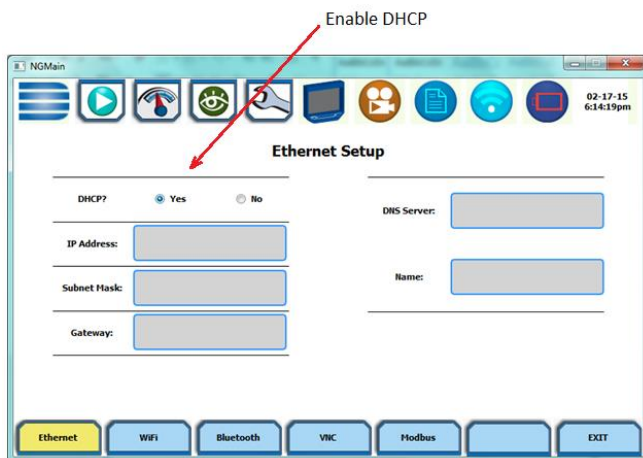 Enable DHCP
NGMain
02-17-15
6:14:19pm
Ethernet Setup
DHCP? Yes No
DNS Server:
IP Address:
Subnet Mask:
Name:
Gateway:
Ethernet WiFi Bluetooth VNC Modbus EXIT